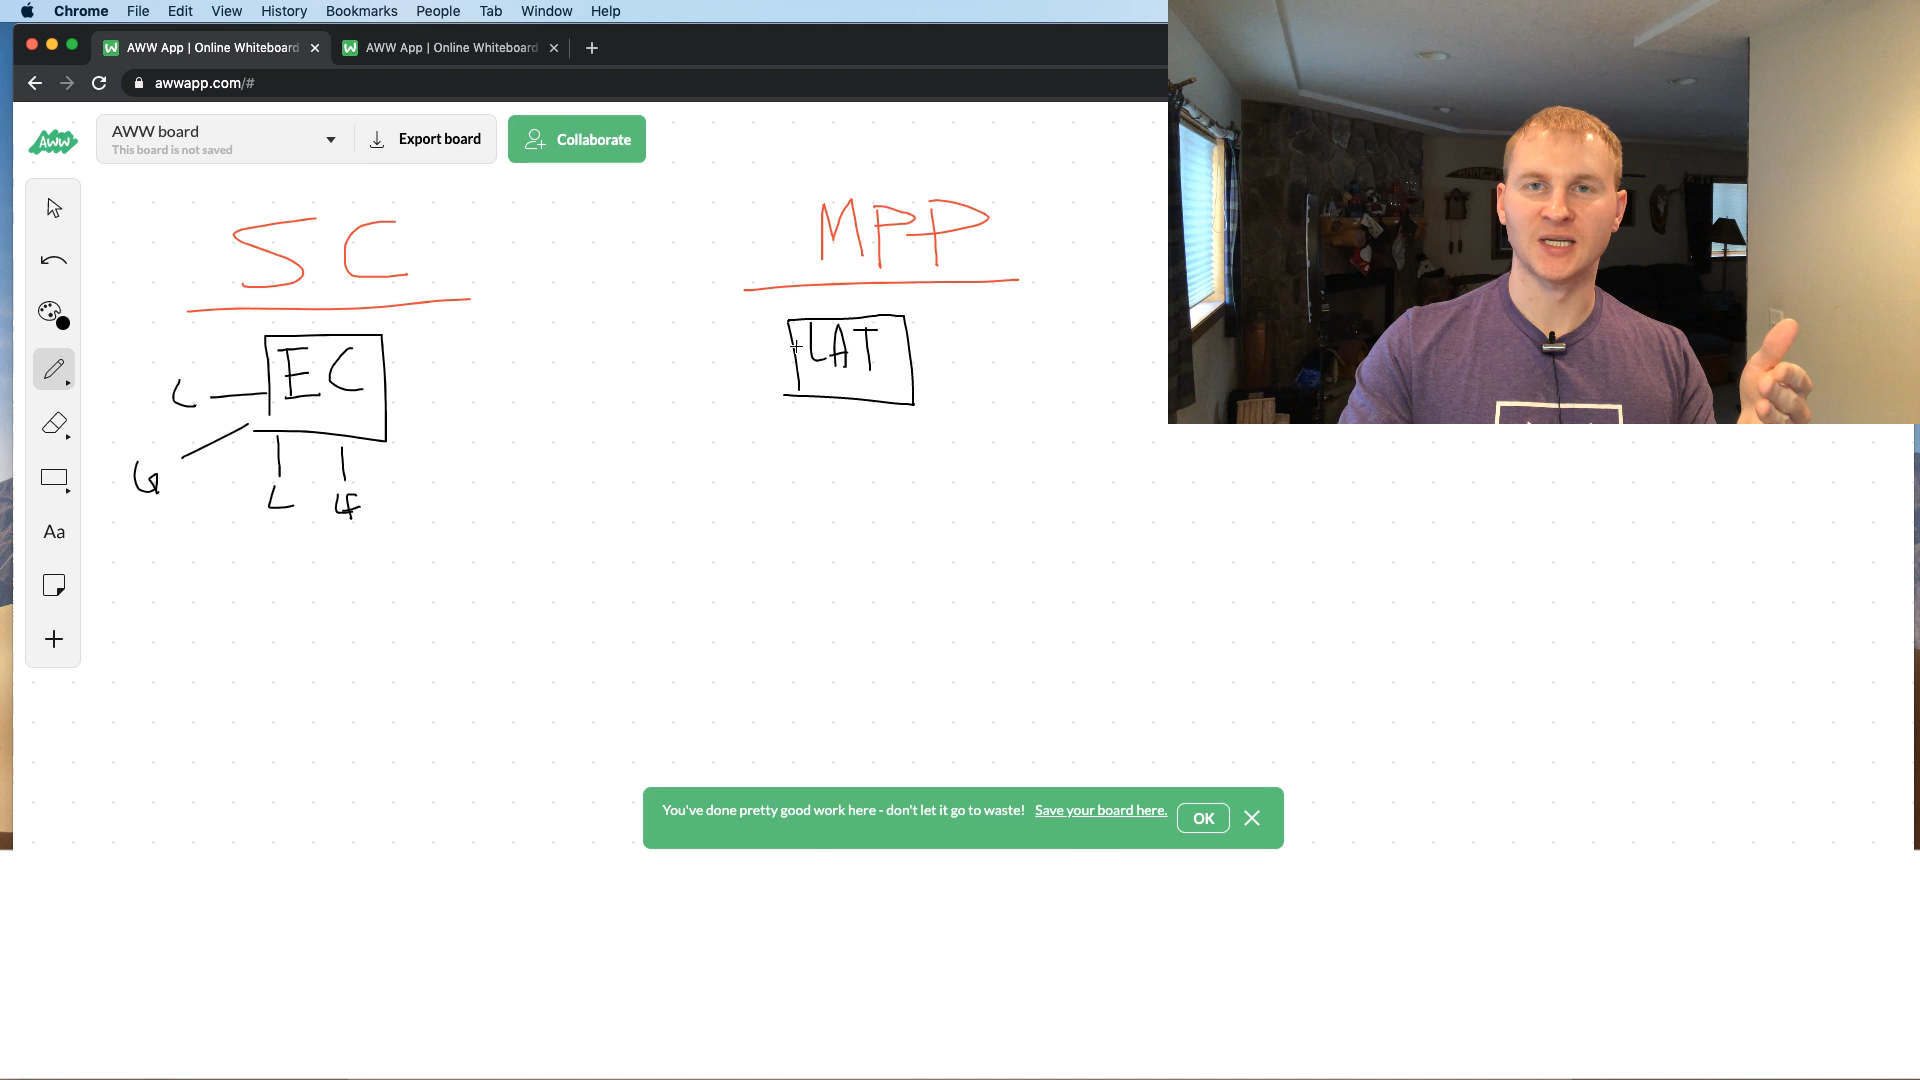 Chrome File Edit View History Bookmarks People Tab Window Help
AWW App | Online Whiteboard AWW App | Online Whiteboard
awwapp.com/#
AWW
AWW board
This board is not saved
Export board
Collaborate
SC
MPP
EC
LAT
C
G
L
Aa
You've done pretty good work here - don't let it go to waste! Save your board here. OK